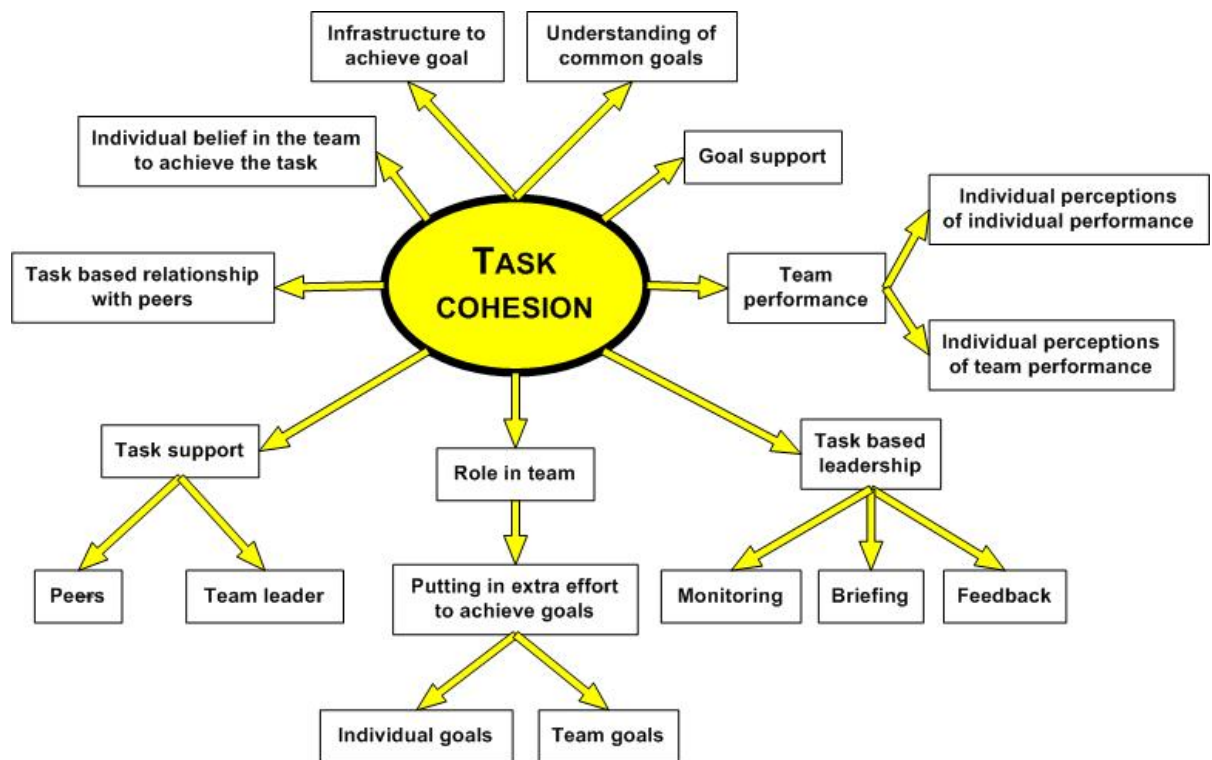 Infrastructure to
achieve goal
Understanding of
common goals
Individual belief in the team
to achieve the task
Goal support
Individual perceptions
of individual performance
TASK
COHESION
Task based relationship
with peers
Team
performance
Individual perceptions
of team performance
Task support
Role in team
Task based
leadership
Peers
Team leader
Putting in extra effort
to achieve goals
Monitoring
Briefing
Feedback
Individual goals
Team goals